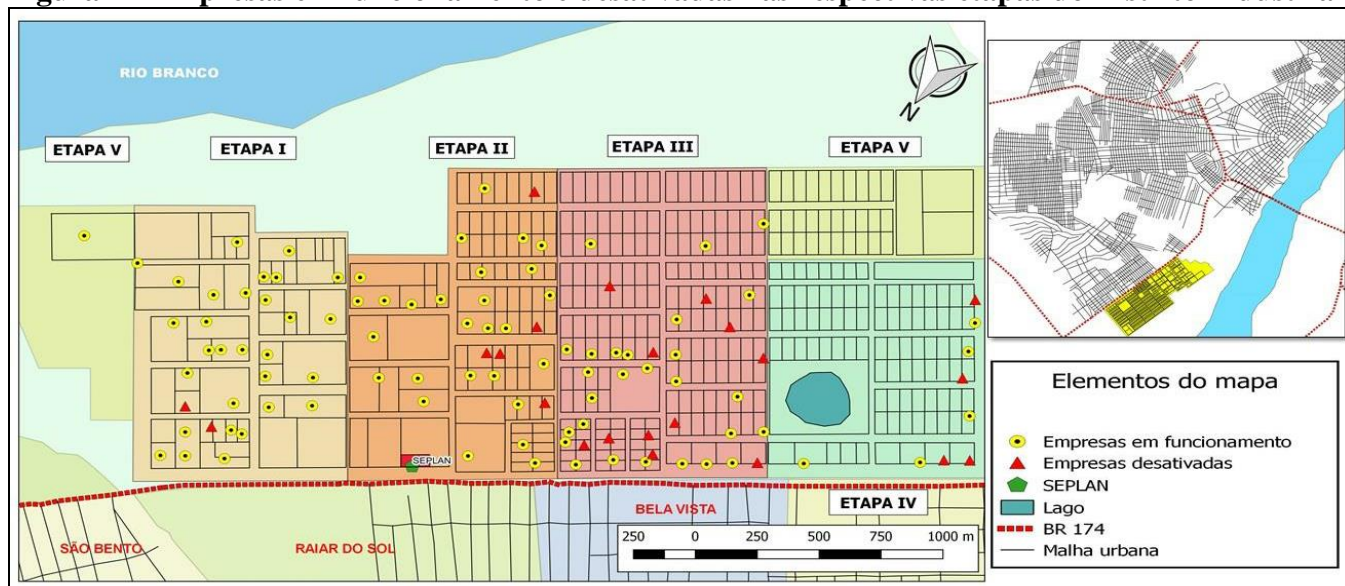 Empresas em funcionamento e desativadas nas respectivas etapas do Distrito Industrial
RIO BRANCO
N
ETAPA V
ETAPA I
ETAPA II
ETAPA III
ETAPA V
SEPLAN
ETAPA IV
BELA VISTA
SÃO BENTO
RAIAR DO SOL
250 0 250 500 750 1000 m
Elementos do mapa
Empresas em funcionamento
Empresas desativadas
SEPLAN
Lago
BR 174
Malha urbana